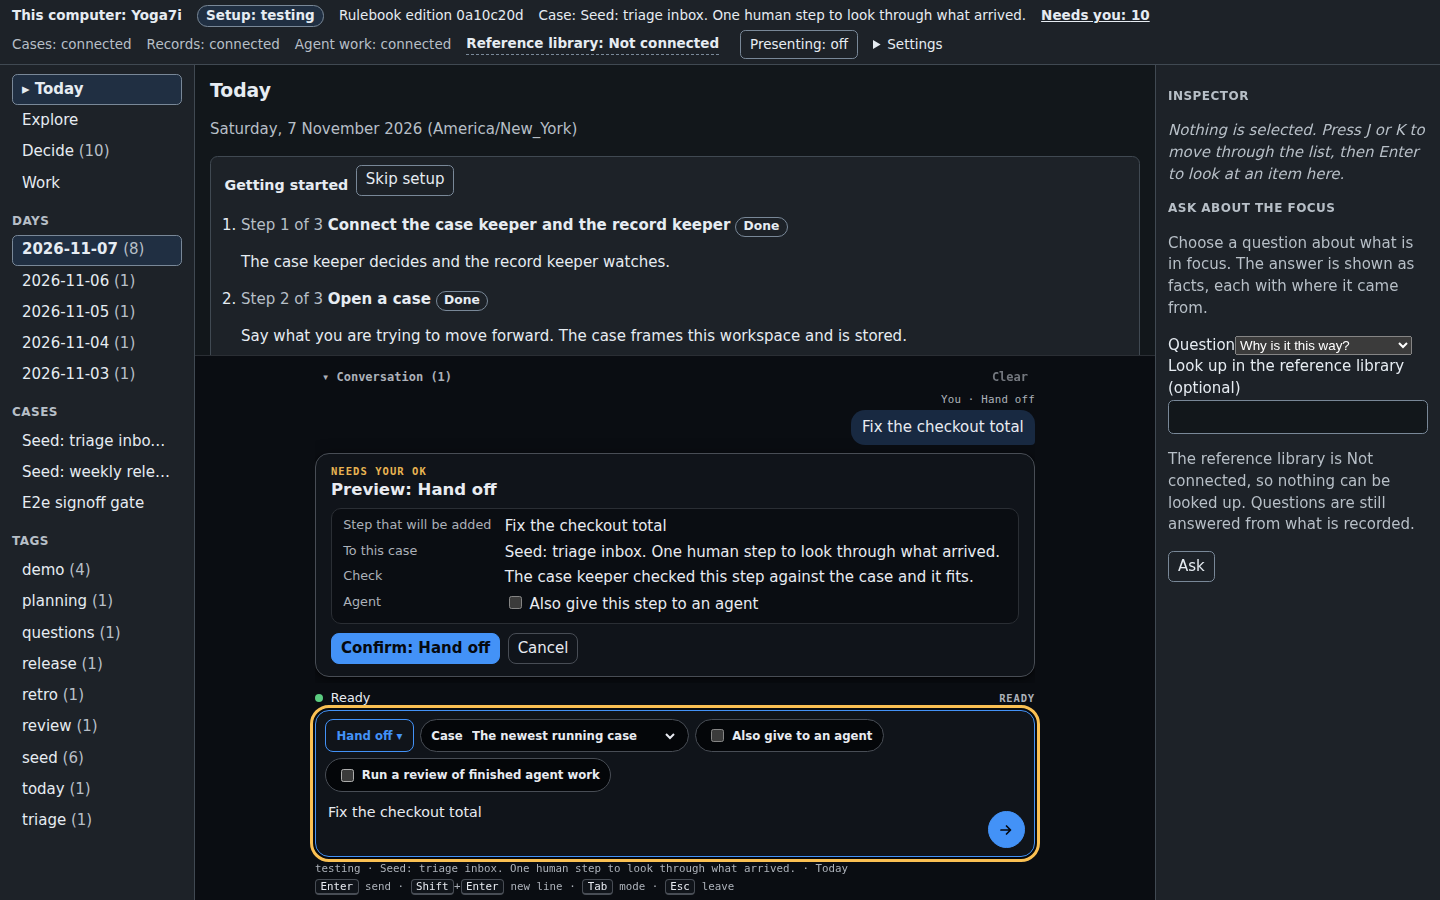 This computer: Yoga7i Setup: testing Rulebook edition 0a10c20d Case: Seed: triage inbox. One human step to look through what arrived. Needs you: 10
Cases: connected Records: connected Agent work: connected Reference library: Not connected Presenting: off ▶ Settings
▸ Today
Explore
Decide (10)
Work
DAYS
2026-11-07 (8)
2026-11-06 (1)
2026-11-05 (1)
2026-11-04 (1)
2026-11-03 (1)
CASES
Seed: triage inbo…
Seed: weekly rele…
E2e signoff gate
TAGS
demo (4)
planning (1)
questions (1)
release (1)
retro (1)
review (1)
seed (6)
today (1)
triage (1)
Today
Saturday, 7 November 2026 (America/New_York)
Getting started Skip setup
1. Step 1 of 3 Connect the case keeper and the record keeper Done
The case keeper decides and the record keeper watches.
2. Step 2 of 3 Open a case Done
Say what you are trying to move forward. The case frames this workspace and is stored.
▾ Conversation (1) Clear
You · Hand off
Fix the checkout total
NEEDS YOUR OK
Preview: Hand off
Step that will be added Fix the checkout total
To this case Seed: triage inbox. One human step to look through what arrived.
Check The case keeper checked this step against the case and it fits.
Agent Also give this step to an agent
Confirm: Hand off Cancel
Ready READY
Hand off ▾ Case The newest running case Also give to an agent
Run a review of finished agent work
Fix the checkout total
→
testing · Seed: triage inbox. One human step to look through what arrived. · Today
Enter send · Shift+Enter new line · Tab mode · Esc leave
INSPECTOR
Nothing is selected. Press J or K to
move through the list, then Enter
to look at an item here.
ASK ABOUT THE FOCUS
Choose a question about what is
in focus. The answer is shown as
facts, each with where it came
from.
Question Why is it this way?
Look up in the reference library
(optional)
The reference library is Not
connected, so nothing can be
looked up. Questions are still
answered from what is recorded.
Ask